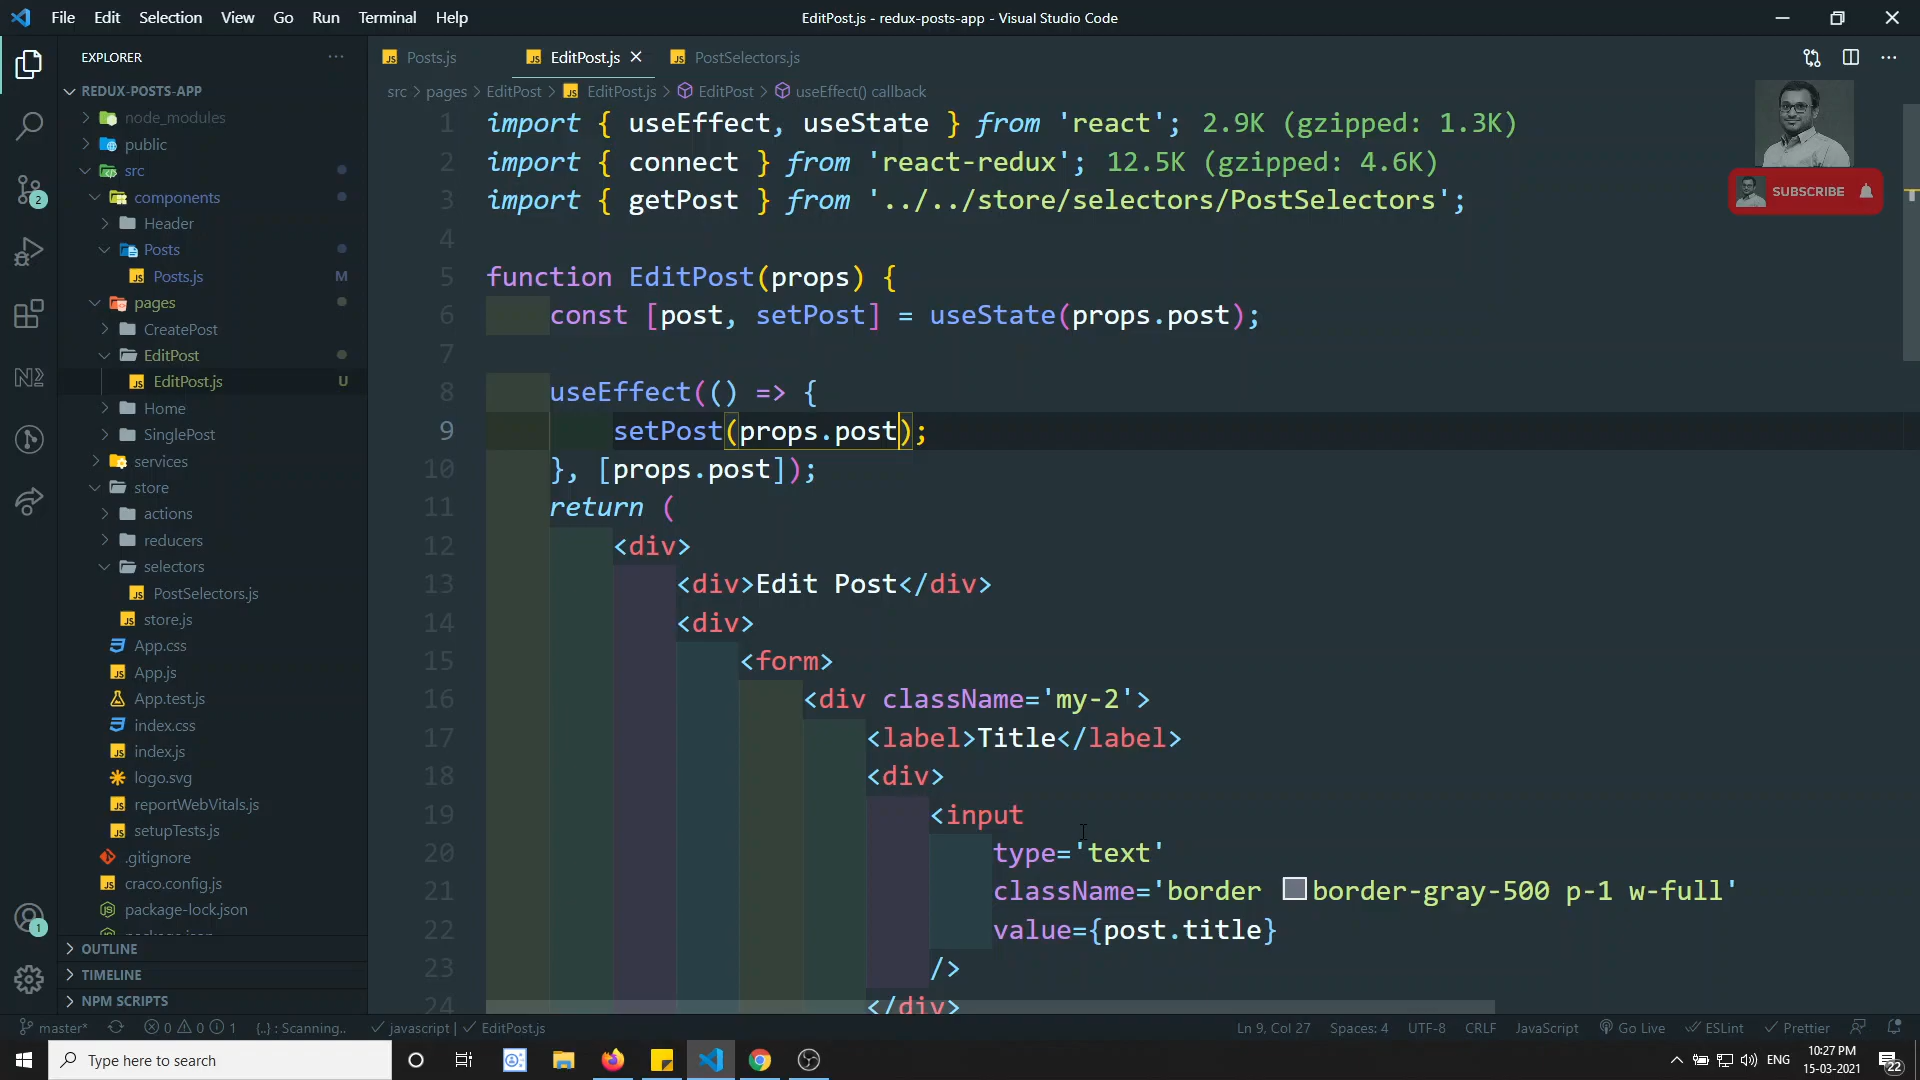 File Edit Selection View Go Run Terminal Help
EditPost.js - redux-posts-app - Visual Studio Code
EXPLORER
REDUX-POSTS-APP
node_modules
public
src
components
Header
Posts
Posts.js M
pages
CreatePost
EditPost
EditPost.js U
Home
SinglePost
services
store
actions
reducers
selectors
PostSelectors.js
store.js
App.css
App.js
App.test.js
index.css
index.js
logo.svg
reportWebVitals.js
setupTests.js
.gitignore
craco.config.js
package-lock.json
OUTLINE
TIMELINE
NPM SCRIPTS
2
1
Posts.js EditPost.js PostSelectors.js
src > pages > EditPost > EditPost.js > EditPost > useEffect() callback
1 import { useEffect, useState } from 'react'; 2.9K (gzipped: 1.3K)
2 import { connect } from 'react-redux'; 12.5K (gzipped: 4.6K)
3 import { getPost } from '../../store/selectors/PostSelectors';
4
5 function EditPost(props) {
6 const [post, setPost] = useState(props.post);
7
8 useEffect(() => {
9 setPost(props.post);
10 }, [props.post]);
11 return (
12 <div>
13 <div>Edit Post</div>
14 <div>
15 <form>
16 <div className='my-2'>
17 <label>Title</label>
18 <div>
19 <input
20 type='text'
21 className='border border-gray-500 p-1 w-full'
22 value={post.title}
23 />
24 </div>
SUBSCRIBE
master* 0 0 1 {..} : Scanning.. javascript | EditPost.js
Ln 9, Col 27 Spaces: 4 UTF-8 CRLF JavaScript Go Live ESLint Prettier
Type here to search
ENG
10:27 PM
15-03-2021
22